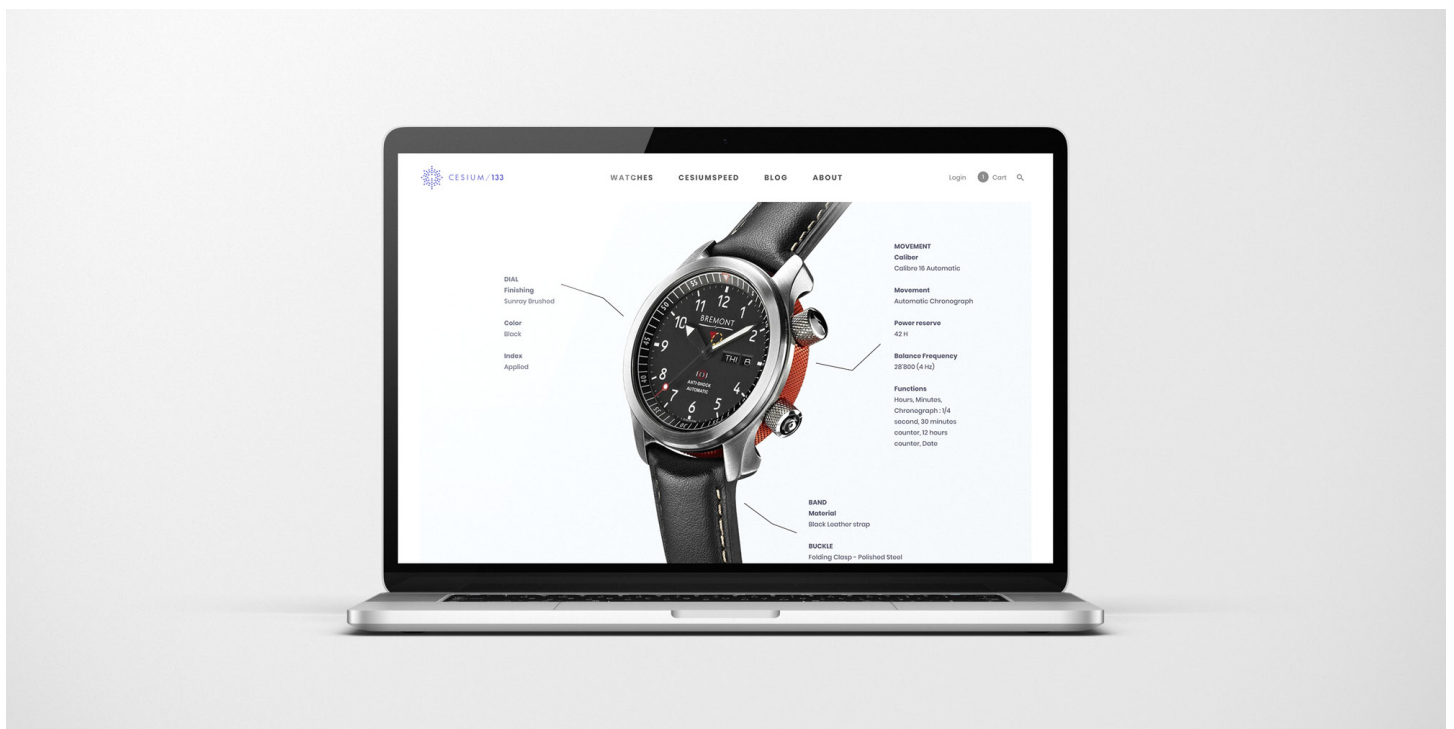 CESIUM/133
WATCHES
CESIUMSPEED
BLOG
ABOUT
Login
1
Cart
DIAL
Finishing
Sunray Brushed
Color
Black
Index
Applied
BREMONT
THU 8
ANTI-SHOCK
AUTOMATIC
12
1
2
4
5
6
7
8
9
10
11
MOVEMENT
Caliber
Calibre 16 Automatic
Movement
Automatic Chronograph
Power reserve
42 H
Balance Frequency
28'800 (4 Hz)
Functions
Hours, Minutes,
Chronograph : 1/4
second, 30 minutes
counter, 12 hours
counter, Date
BAND
Material
Black Leather strap
BUCKLE
Folding Clasp - Polished Steel